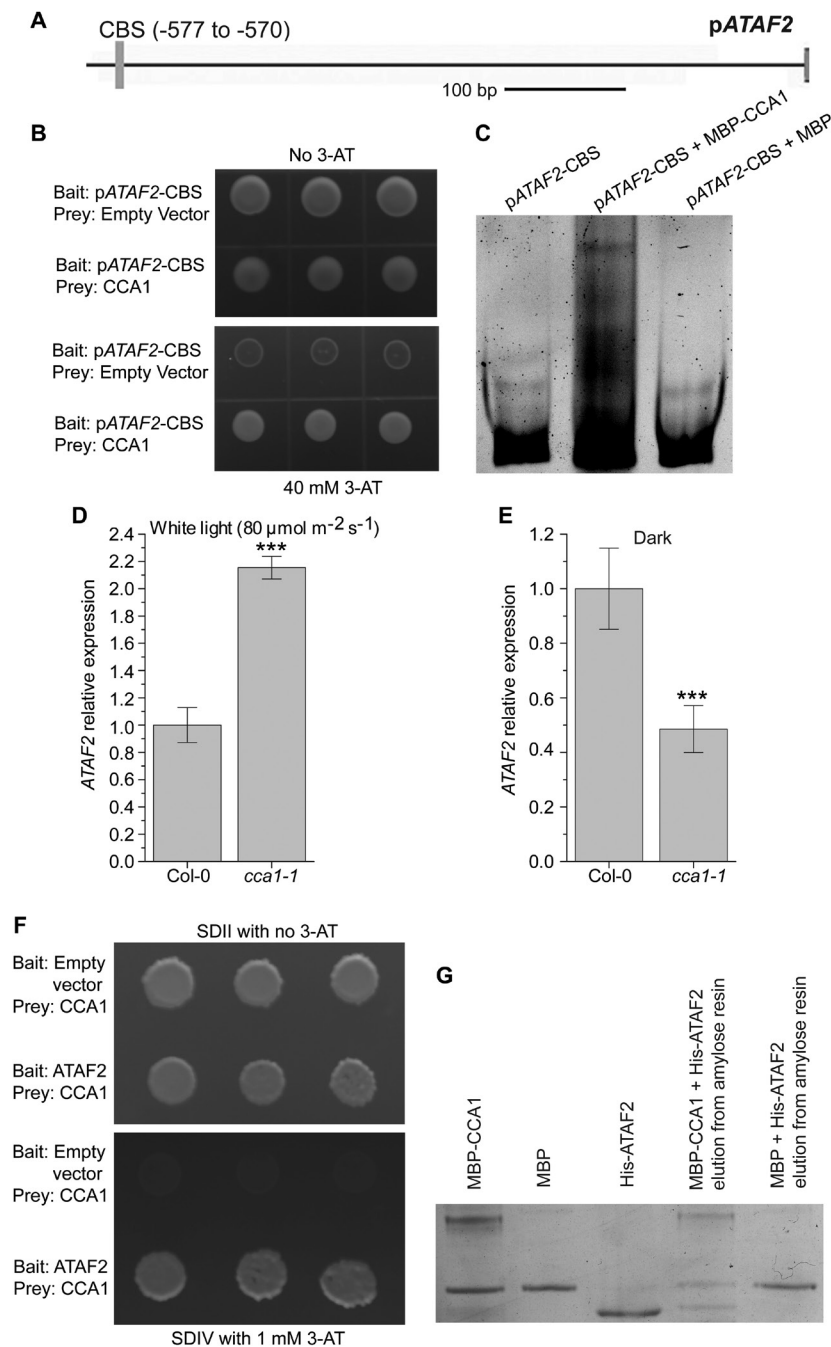 A
CBS (-577 to -570)
pATAF2
100 bp
B
No 3-AT
Bait: pATAF2-CBS
Prey: Empty Vector
Bait: pATAF2-CBS
Prey: CCA1
Bait: pATAF2-CBS
Prey: Empty Vector
Bait: pATAF2-CBS
Prey: CCA1
40 mM 3-AT
C
pATAF2-CBS
pATAF2-CBS + MBP-CCA1
pATAF2-CBS + MBP
D
White light (80 µmol m-2 s-1)
***
ATAF2 relative expression
2.4
2.2
2.0
1.8
1.6
1.4
1.2
1.0
0.8
0.6
0.4
0.2
0.0
Col-0
cca1-1
E
Dark
***
ATAF2 relative expression
1.2
1.0
0.8
0.6
0.4
0.2
0.0
Col-0
cca1-1
F
SDII with no 3-AT
Bait: Empty
vector
Prey: CCA1
Bait: ATAF2
Prey: CCA1
Bait: Empty
vector
Prey: CCA1
Bait: ATAF2
Prey: CCA1
SDIV with 1 mM 3-AT
G
MBP-CCA1
MBP
His-ATAF2
MBP-CCA1 + His-ATAF2
elution from amylose resin
MBP + His-ATAF2
elution from amylose resin